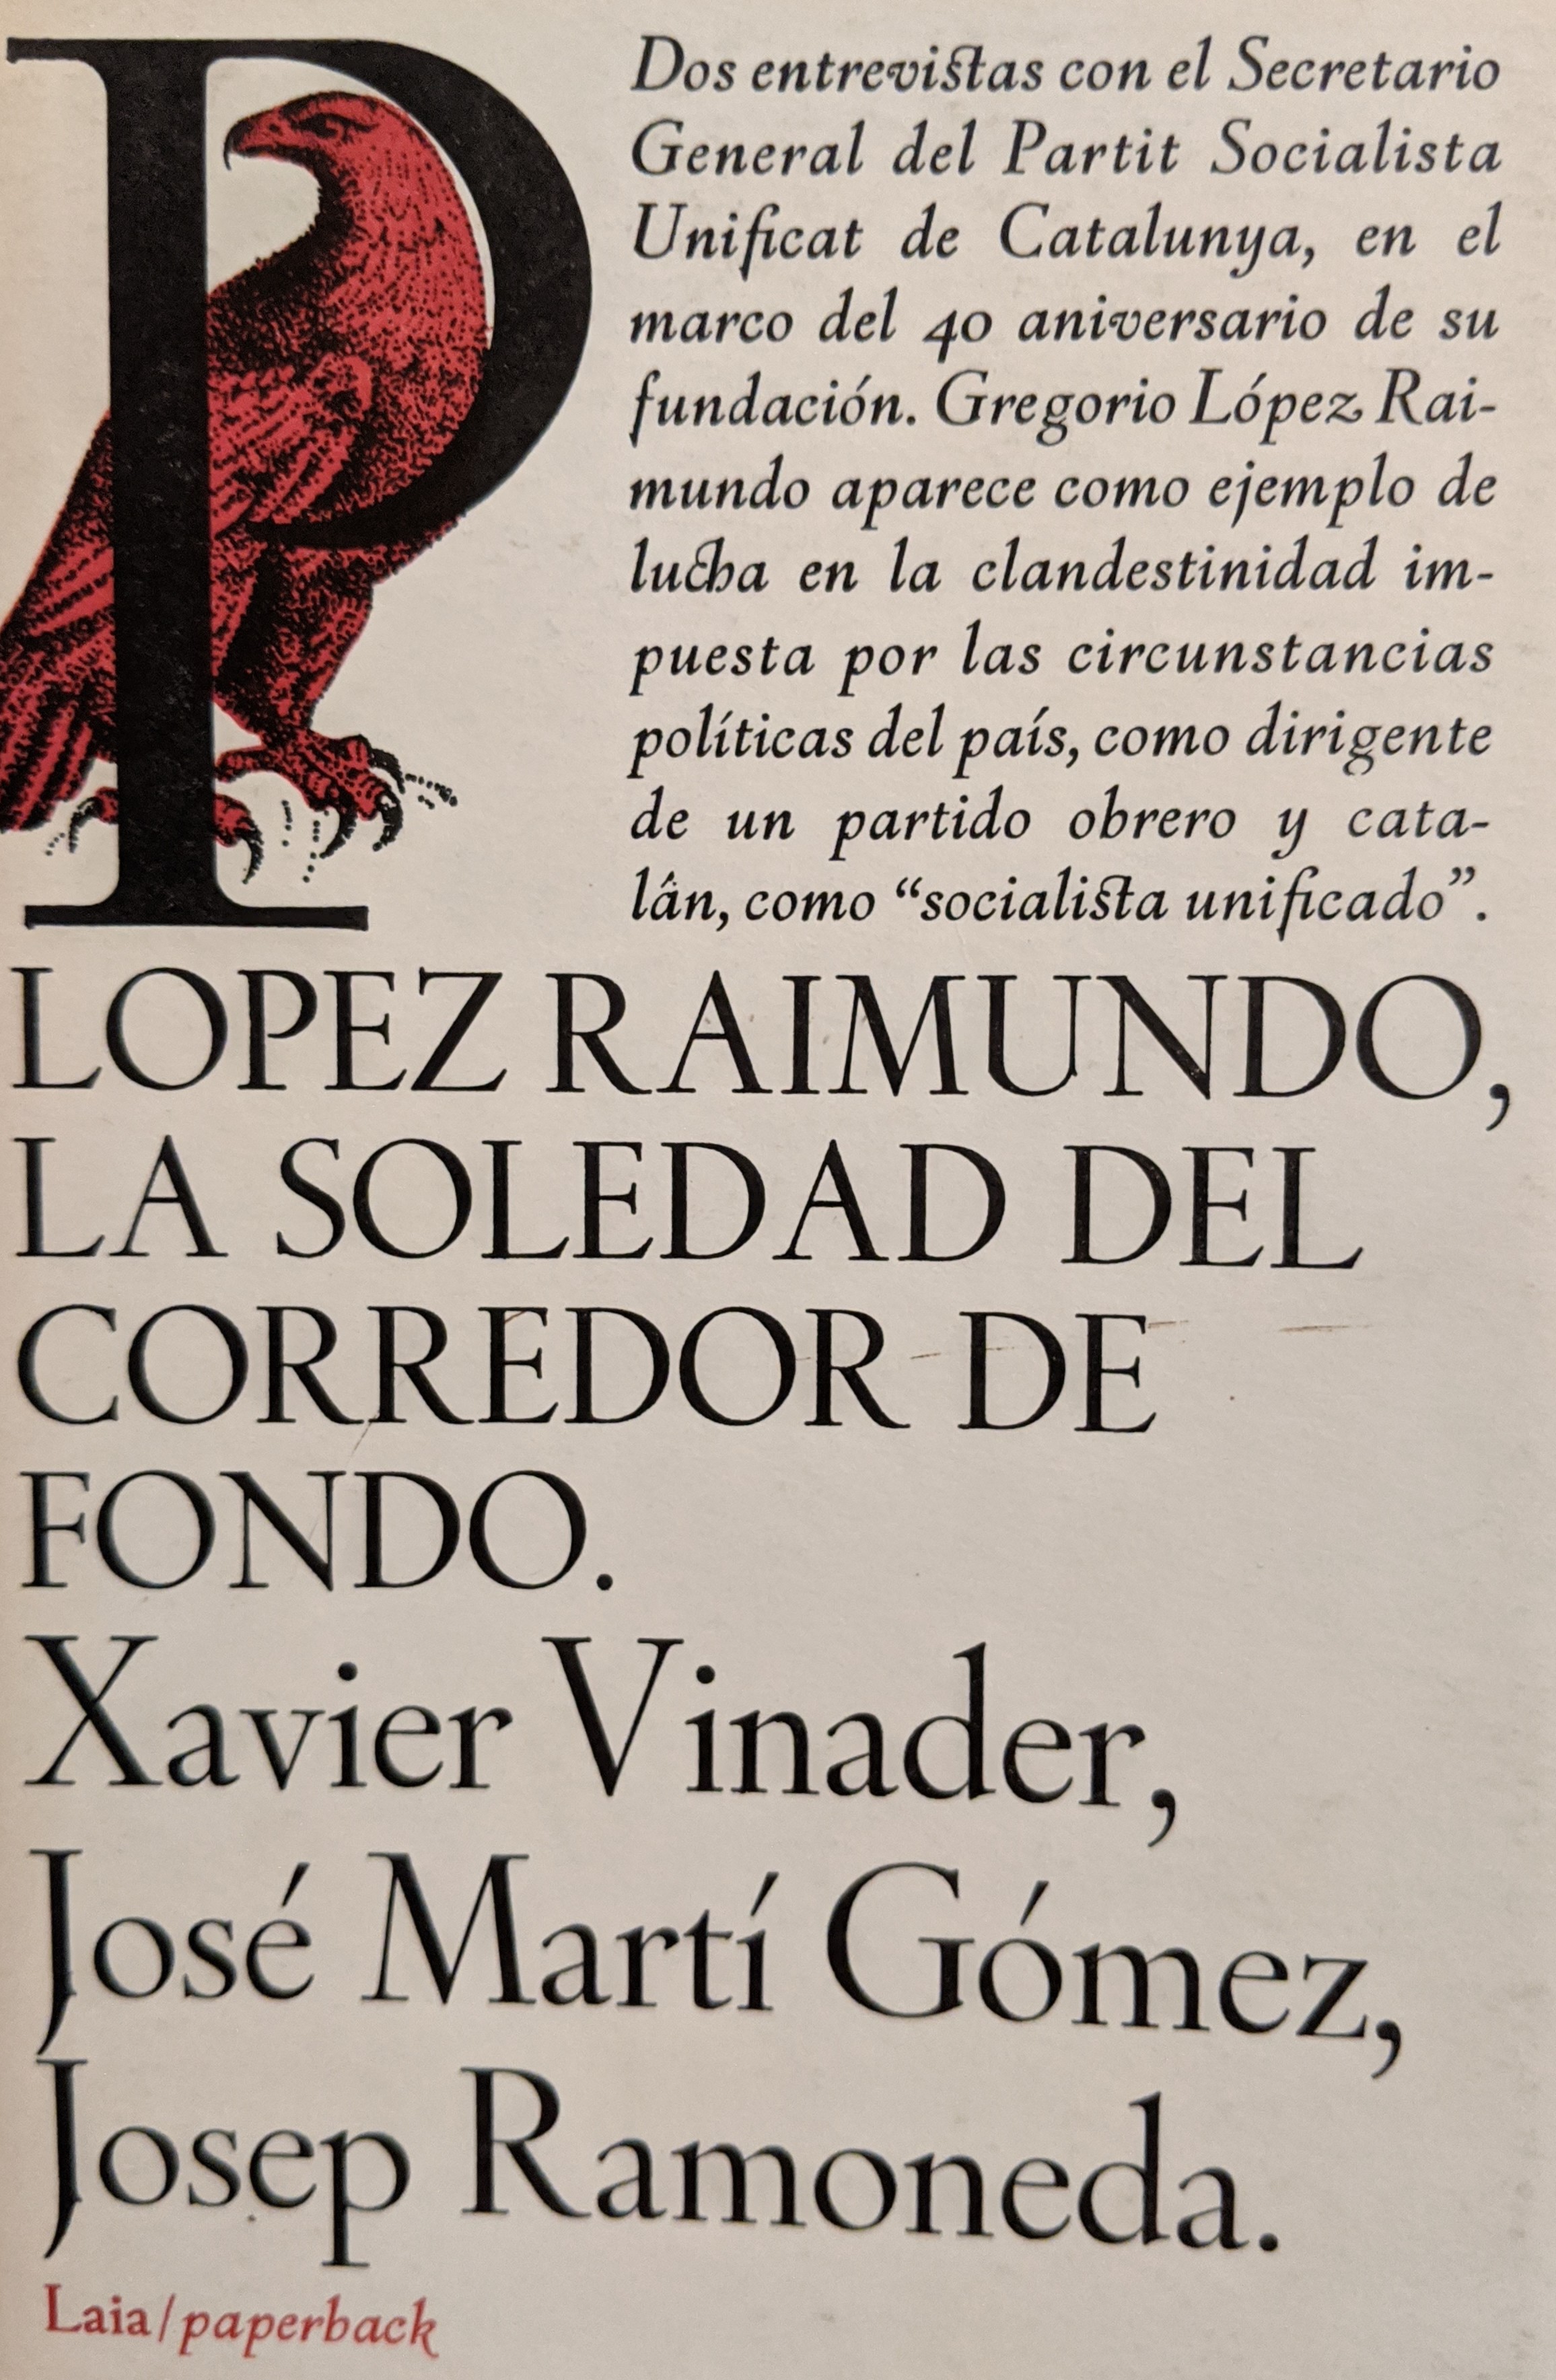 P
Dos entrevistas con el Secretario
General del Partit Socialista
Unificat de Catalunya, en el
marco del 40 aniversario de su
fundación. Gregorio López Rai-
mundo aparece como ejemplo de
lucha en la clandestinidad im-
puesta por las circunstancias
políticas del país, como dirigente
de un partido obrero y cata-
lán, como “socialista unificado”.
LOPEZ RAIMUNDO,
LA SOLEDAD DEL
CORREDOR DE
FONDO.
Xavier Vinader,
José Martí Gómez,
Josep Ramoneda.
Laia/paperback